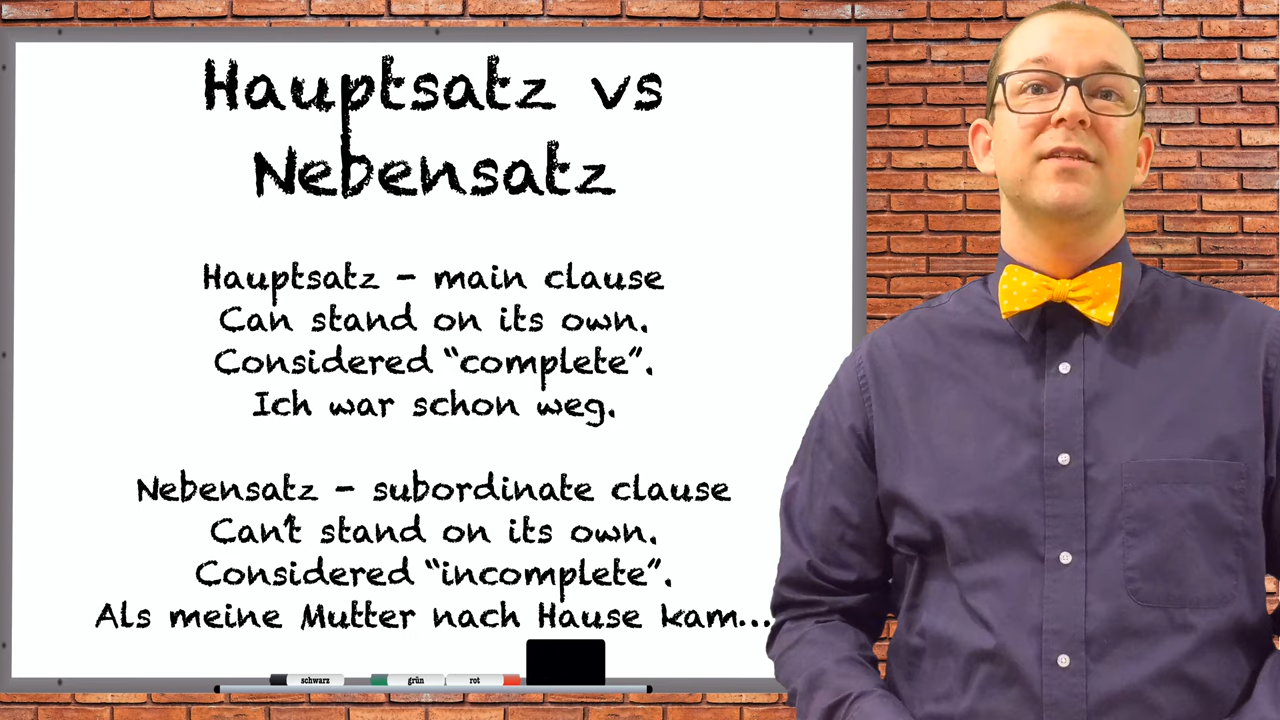 Hauptsatz vs
Nebensatz
Hauptsatz - main clause
Can stand on its own.
Considered “complete”.
Ich war schon weg.
Nebensatz - subordinate clause
Can't stand on its own.
Considered “incomplete”.
Als meine Mutter nach Hause kam...
schwarz
grün
rot